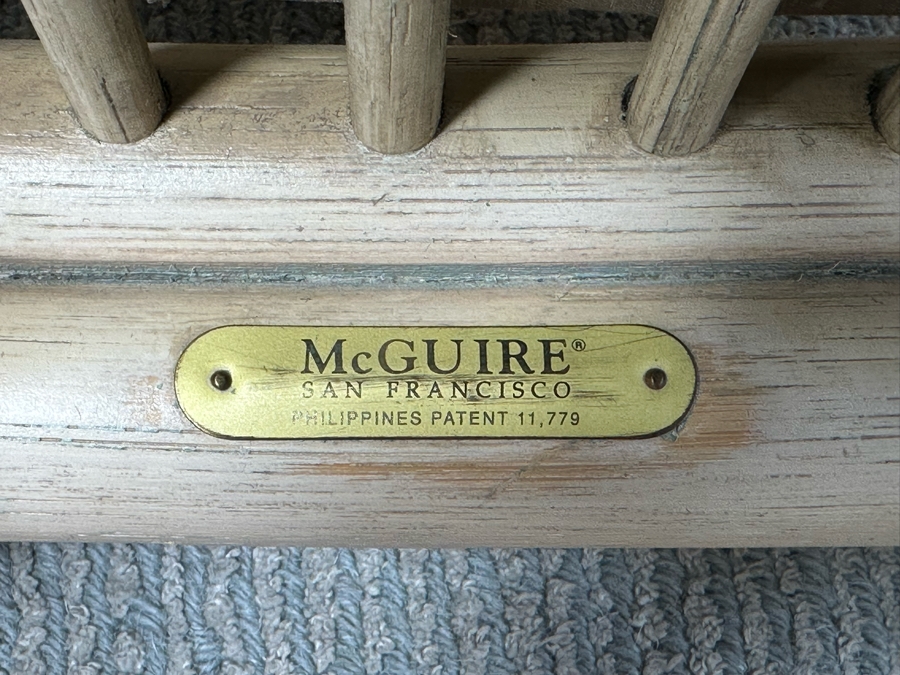 McGUIRE®
SAN FRANCISCO
PHILIPPINES PATENT 11,779